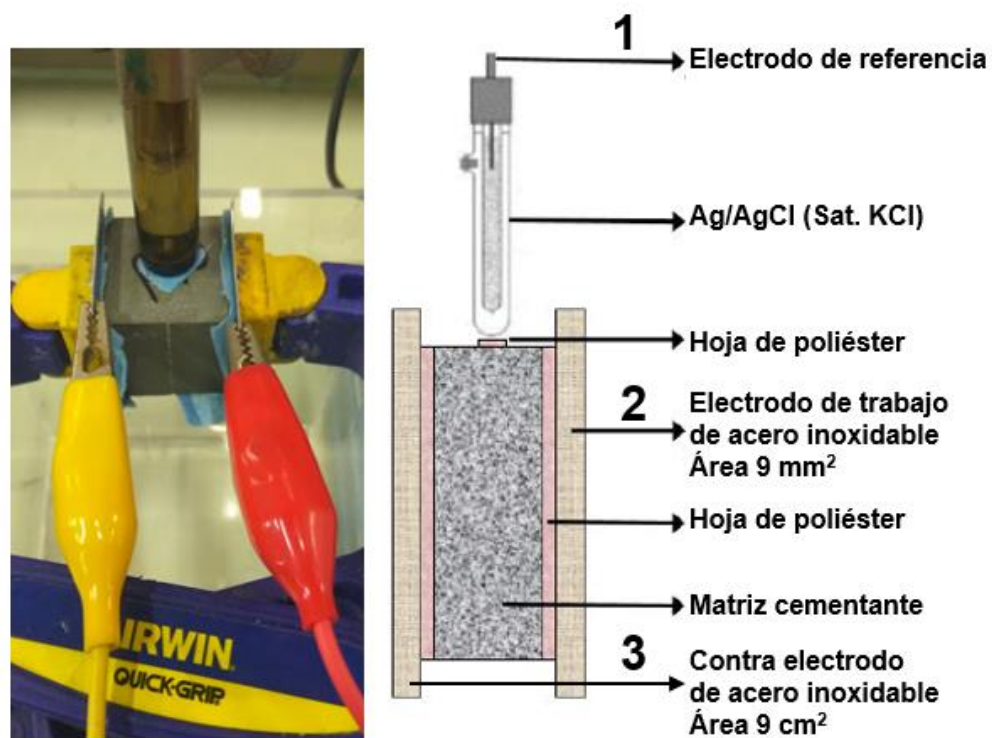 1
Electrodo de referencia
Ag/AgCl (Sat. KCl)
Hoja de poliéster
2
Electrodo de trabajo
de acero inoxidable
Área 9 mm²
Hoja de poliéster
Matriz cementante
3
Contra electrodo
de acero inoxidable
Área 9 cm²
IRWIN
QUICK-GRIP